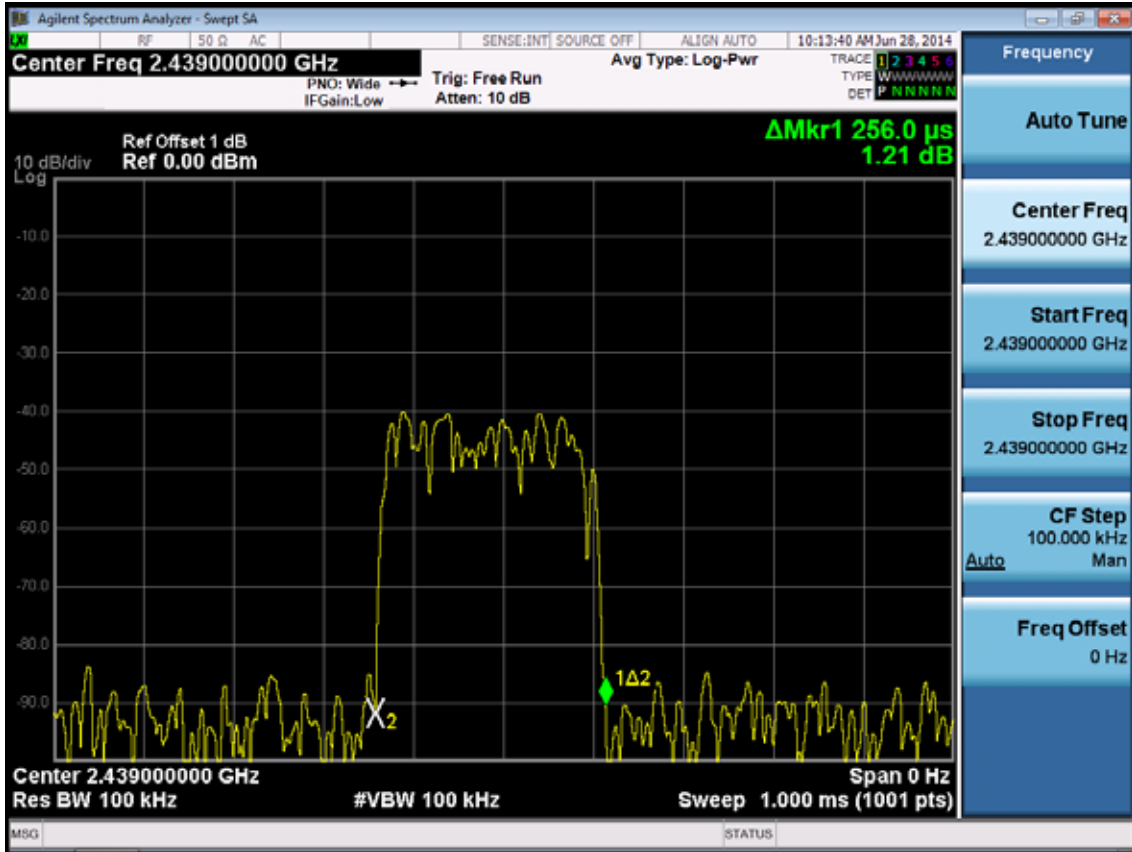 Agilent Spectrum Analyzer - Swept SA
LXI RF 50 Ω AC SENSE:INT SOURCE OFF ALIGN AUTO 10:13:40 AM Jun 28, 2014
Center Freq 2.439000000 GHz
PNO: Wide
IFGain:Low
Trig: Free Run
Atten: 10 dB
Avg Type: Log-Pwr
TRACE 1 2 3 4 5 6
TYPE WWWWWW
DET P N N N N N
ΔMkr1 256.0 µs
1.21 dB
Ref Offset 1 dB
10 dB/div Ref 0.00 dBm
Log
-10.0
-20.0
-30.0
-40.0
-50.0
-60.0
-70.0
-80.0
-90.0
1Δ2
2
Center 2.439000000 GHz Span 0 Hz
Res BW 100 kHz #VBW 100 kHz Sweep 1.000 ms (1001 pts)
MSG STATUS
Frequency
Auto Tune
Center Freq
2.439000000 GHz
Start Freq
2.439000000 GHz
Stop Freq
2.439000000 GHz
CF Step
100.000 kHz
Auto Man
Freq Offset
0 Hz